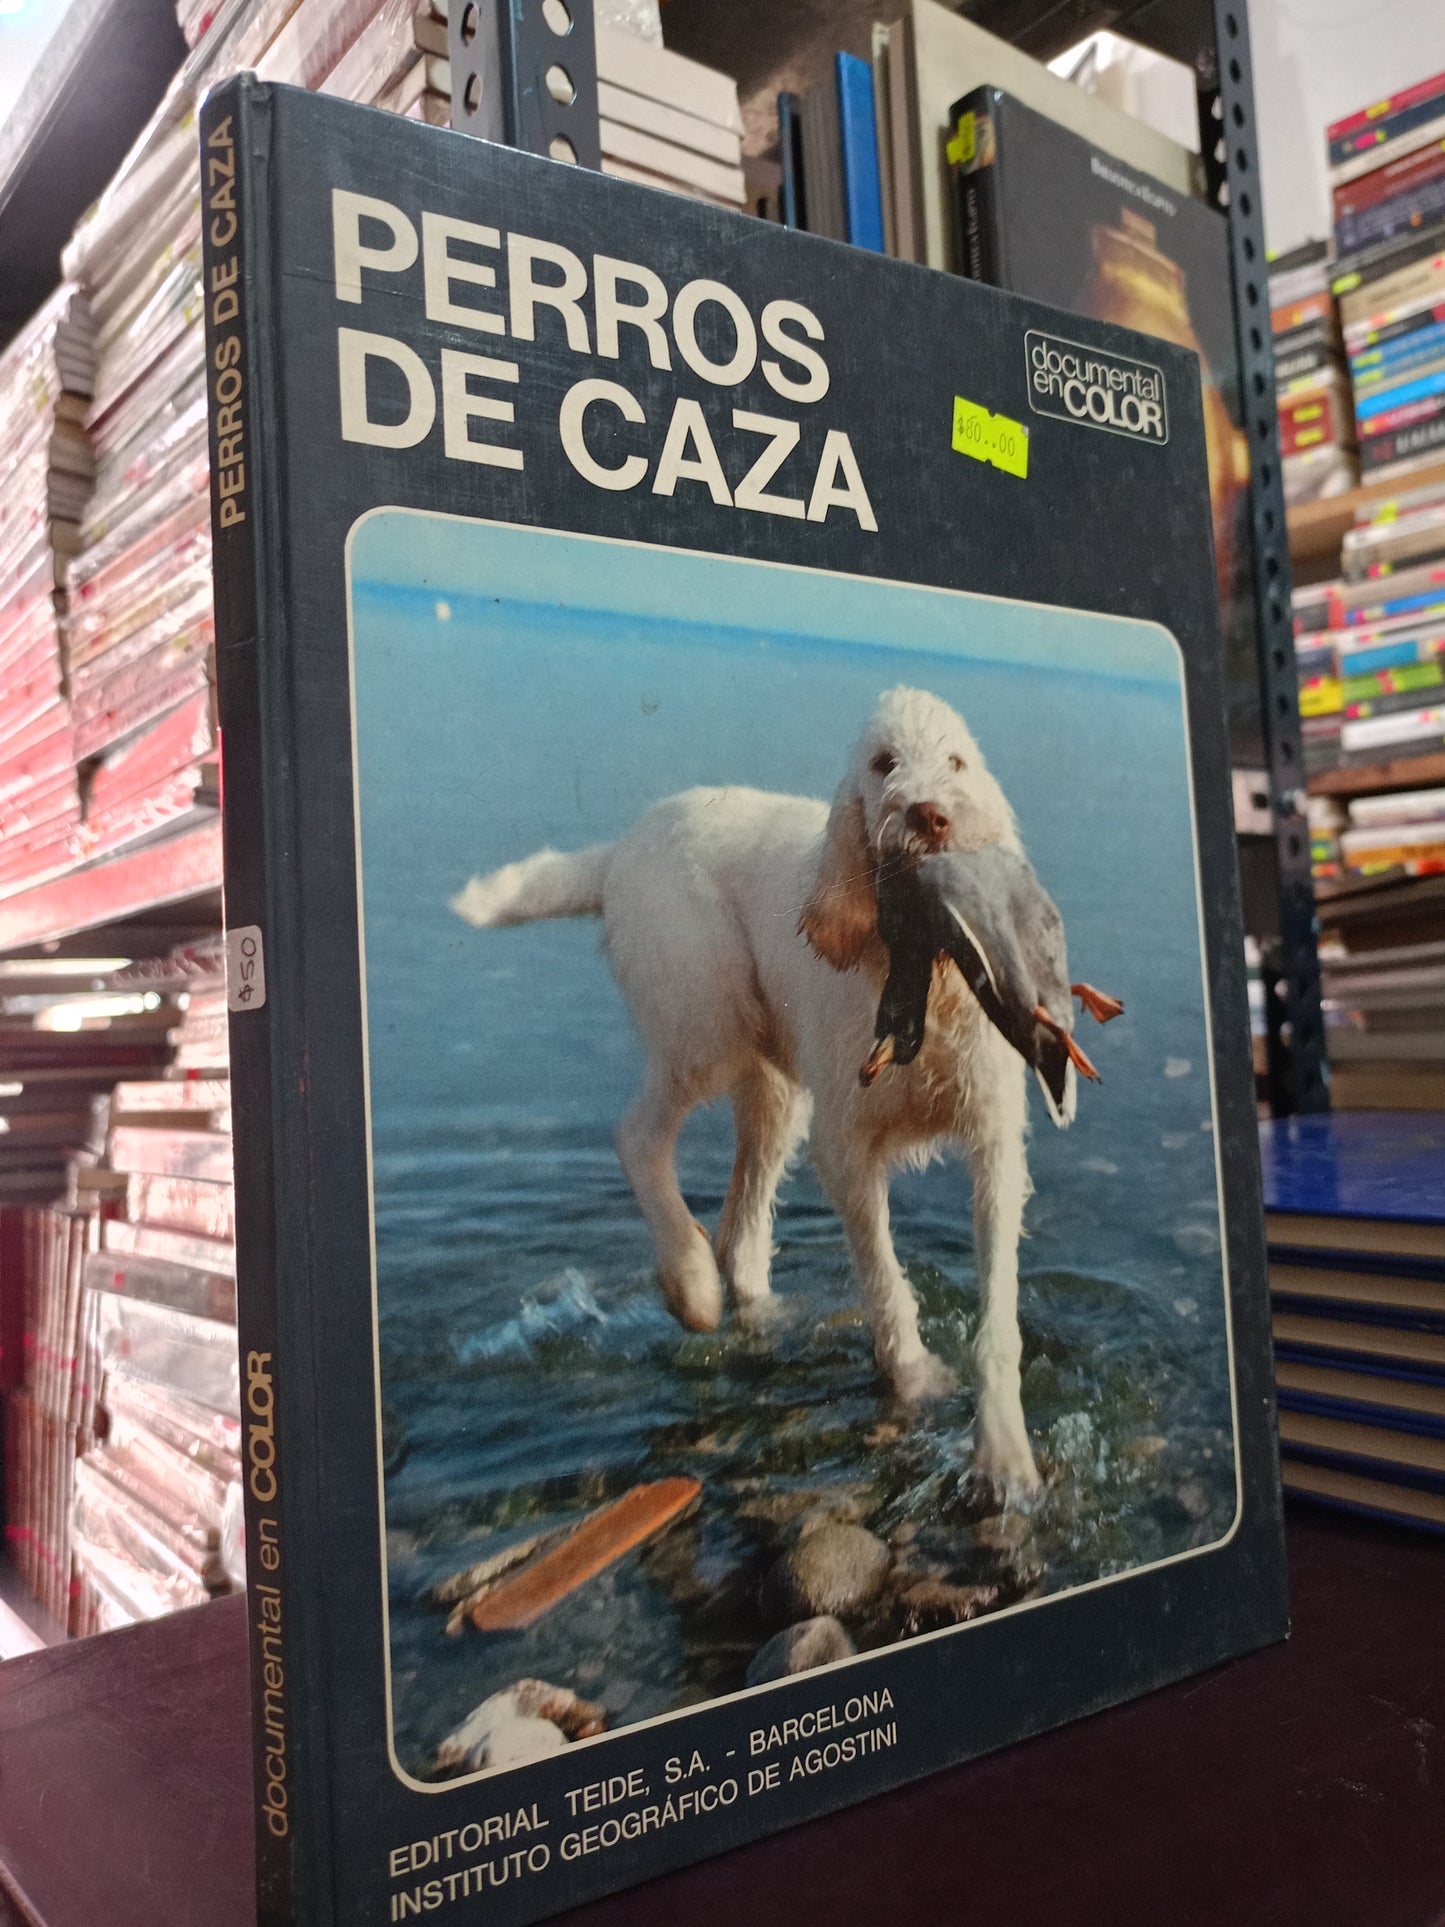 PERROS
DE CAZA
documental
en COLOR
$80..00
EDITORIAL TEIDE, S.A. - BARCELONA
INSTITUTO GEOGRÁFICO DE AGOSTINI
PERROS DE CAZA
$50
documental en COLOR